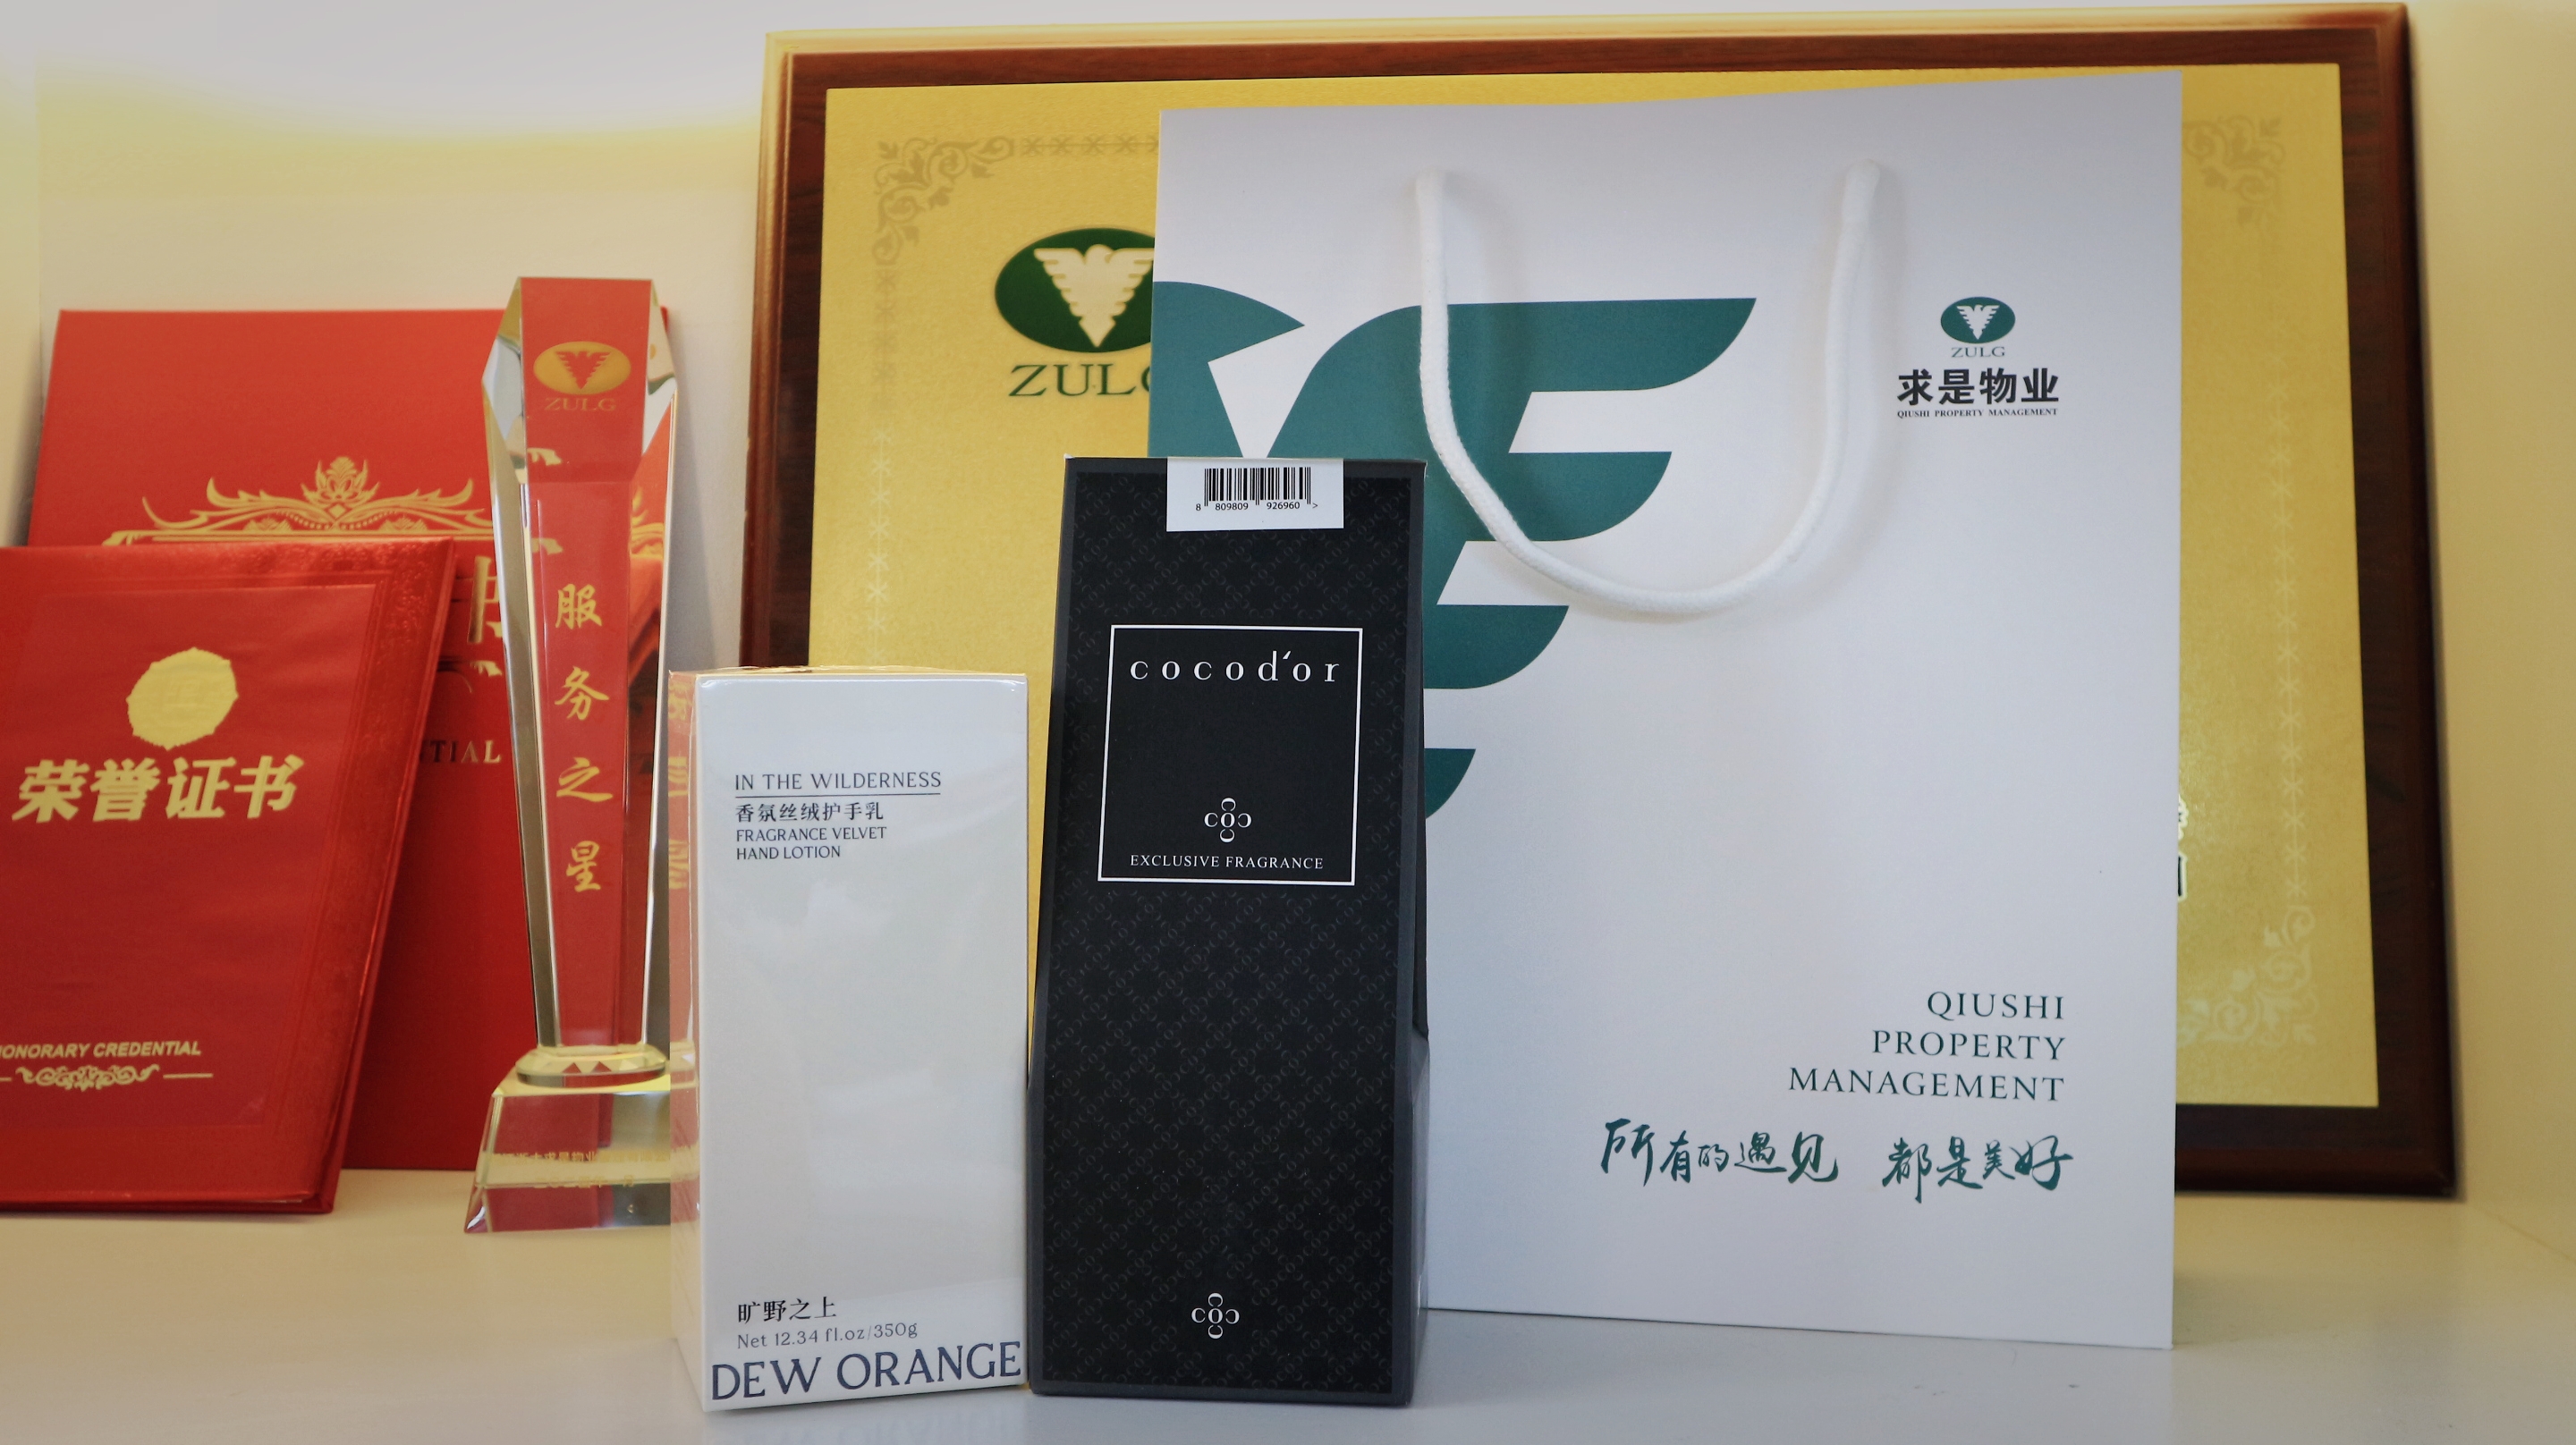 荣誉证书
HONORARY CREDENTIAL
TIAL
ZULG
服
务
之
星
IN THE WILDERNESS
香氛丝绒护手乳
FRAGRANCE VELVET
HAND LOTION
旷野之上
Net 12.34 fl.oz/350g
DEW ORANGE
8 809809 926960 >
cocod'or
EXCLUSIVE FRAGRANCE
ZUL
ZULG
求是物业
QIUSHI PROPERTY MANAGEMENT
QIUSHI
PROPERTY
MANAGEMENT
所有的遇见 都是美好